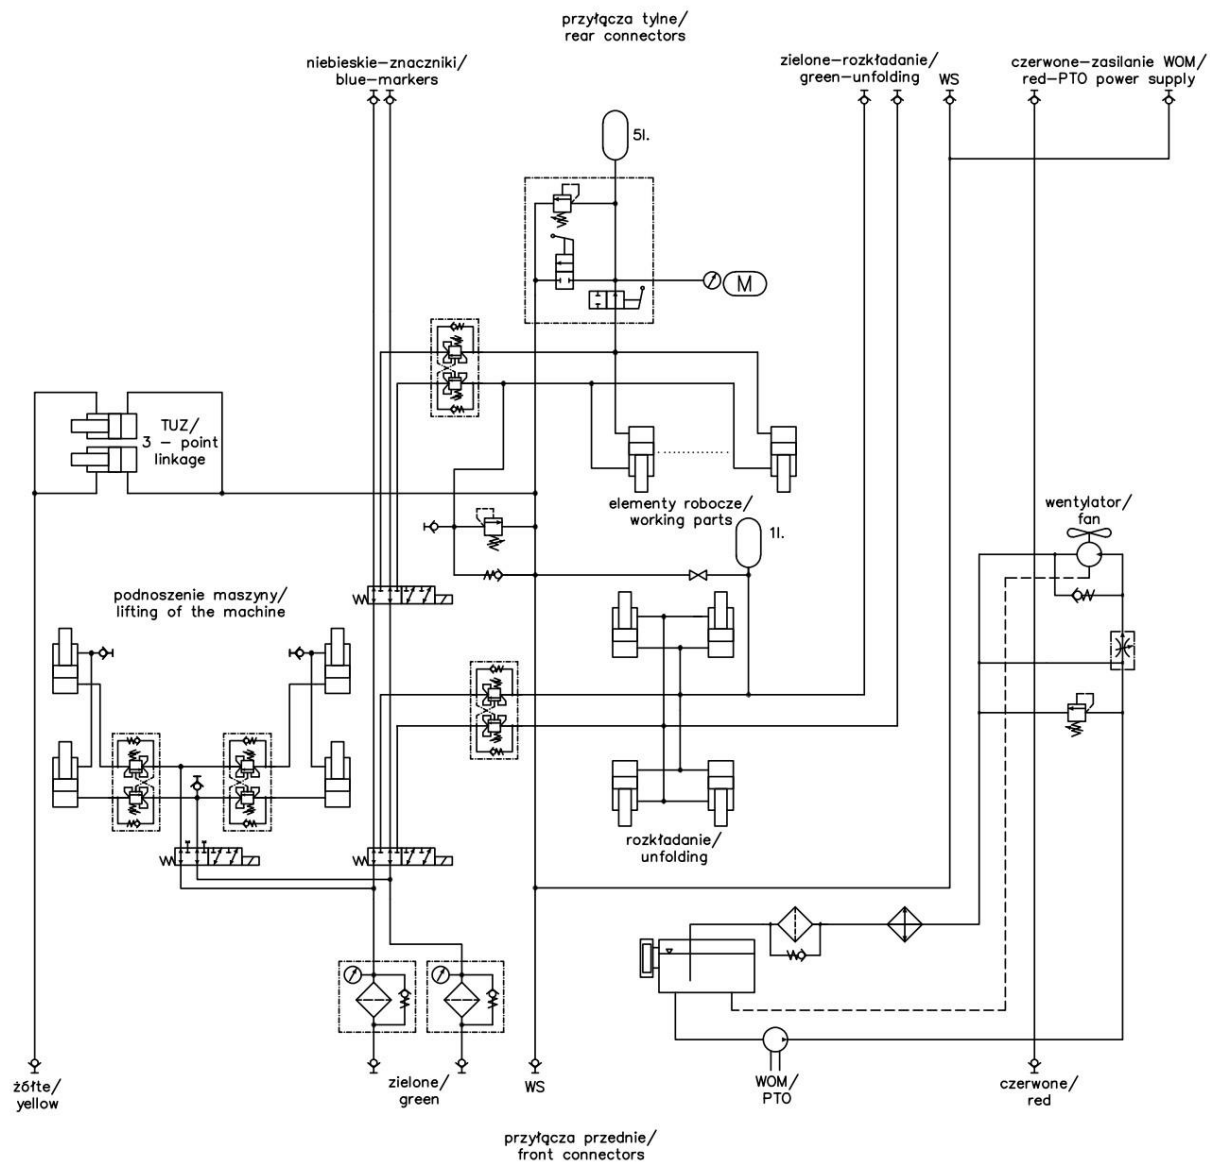 przyłącza tylne/
rear connectors
niebieskie-znaczniki/
blue-markers
zielone-rozkładanie/
green-unfolding
WS
czerwone-zasilanie WOM/
red-PTO power supply
5l.
M
TUZ/
3 - point
linkage
elementy robocze/
working parts
1l.
wentylator/
fan
podnoszenie maszyny/
lifting of the machine
rozkładanie/
unfolding
żółte/
yellow
zielone/
green
WS
WOM/
PTO
czerwone/
red
przyłącza przednie/
front connectors